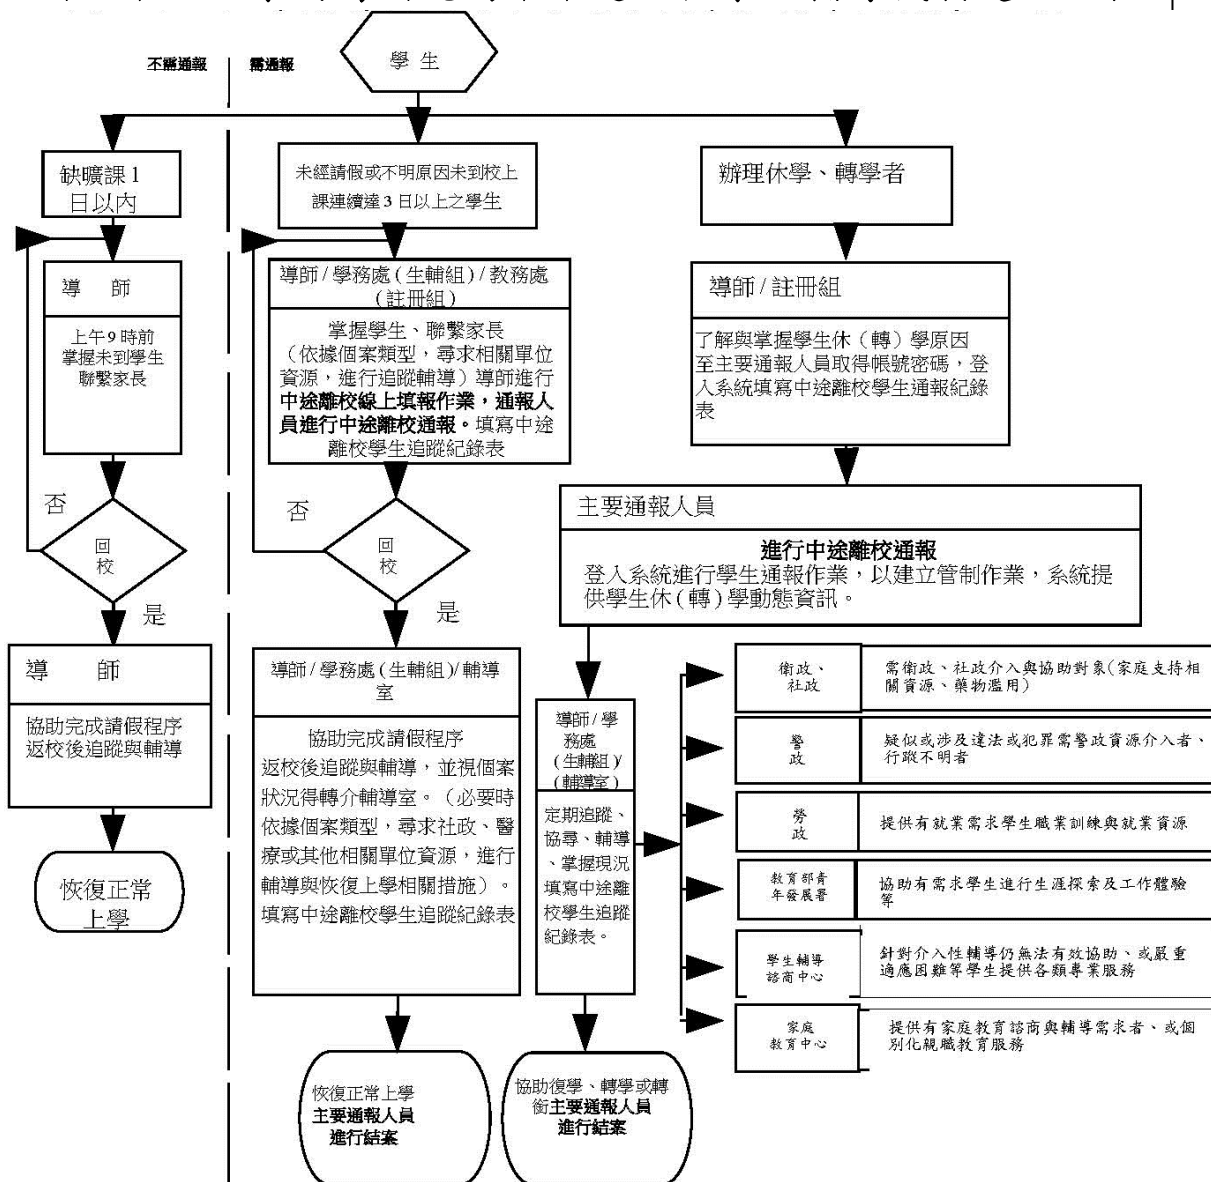 學 生
不需通報
需通報
缺曠課 1
日以內
導 師
上午9 時前
掌握未到學生
聯繫家長
否
回
校
是
導 師
協助完成請假程序
返校後追蹤與輔導
恢復正常
上學
未經請假或不明原因未到校上
課連續達 3 日以上之學生
導師 / 學務處 ( 生輔組 ) / 教務處
( 註冊組 )
掌握學生、聯繫家長
（依據個案類型，尋求相關單位
資源，進行追蹤輔導）導師進行
中途離校線上填報作業，通報人
員進行中途離校通報。填寫中途
離校學生追蹤紀錄表
否
回
校
是
導師 / 學務處 ( 生輔組 )/ 輔導
室
協助完成請假程序
返校後追蹤與輔導，並視個案
狀況得轉介輔導室。（必要時
依據個案類型，尋求社政、醫
療或其他相關單位資源，進行
輔導與恢復上學相關措施）。
填寫中途離校學生追蹤紀錄表
恢復正常上學
主要通報人員
進行結案
辦理休學、轉學者
導師 / 註冊組
了解與掌握學生休（轉）學原因
至主要通報人員取得帳號密碼，登
入系統填寫中途離校學生通報紀錄
表
主要通報人員
進行中途離校通報
登入系統進行學生通報作業，以建立管制作業，系統提
供學生休 ( 轉 ) 學動態資訊。
導師 / 學
務處
( 生輔組 )/
( 輔導室 )
定期追蹤、
協尋、輔導
、掌握現況
填寫中途離
校學生追蹤
紀錄表。
協助復學、轉學或轉
銜主要通報人員
進行結案
衛政、
社政
需衛政、社政介入與協助對象(家庭支持相
關資源、藥物濫用)
警
政
疑似或涉及違法或犯罪需警政資源介入者、
行蹤不明者
勞
政
提供有就業需求學生職業訓練與就業資源
教育部青
年發展署
協助有需求學生進行生涯探索及工作體驗
等
學生輔導
諮商中心
針對介入性輔導仍無法有效協助、或嚴重
適應困難等學生提供各類專業服務
家庭
教育中心
提供有家庭教育諮商與輔導需求者、或個
別化親職教育服務